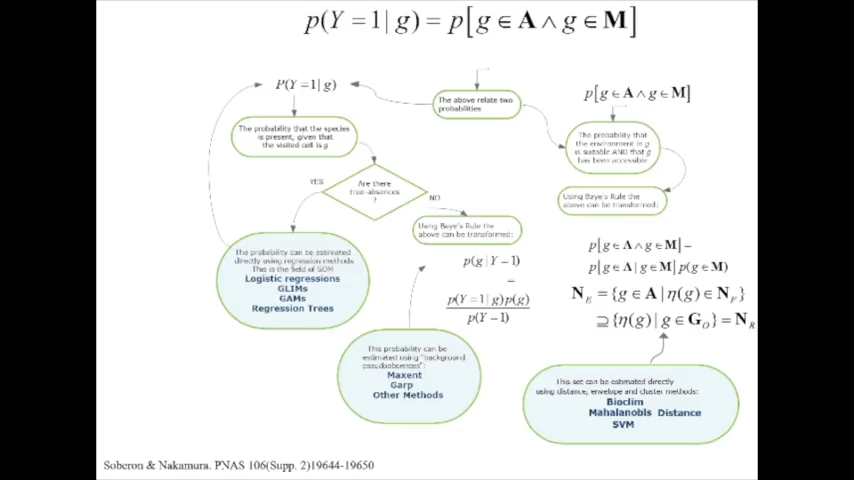 p(Y = 1 | g) = p[g ∈ A ∧ g ∈ M]
P(Y = 1 | g)
The probability that the species
is present, given that
the visited cell is g
YES
Are there
true-absences
?
NO
The probability can be estimated
directly using regression methods
This is the field of SDM
Logistic regressions
GLIMs
GAMs
Regression Trees
Using Baye's Rule the
above can be transformed:
p(g | Y − 1)
=
p(Y = 1 | g)p(g)
p(Y − 1)
This probability can be
estimated using "background
pseudoabsences":
Maxent
Garp
Other Methods
The above relate two
probabilities
p[g ∈ A ∧ g ∈ M]
The probability that
the environment in g
is suitable AND that g
has been accessible
Using Baye's Rule the
above can be transformed:
p[g ∈ A ∧ g ∈ M] −
p[g ∈ A | g ∈ M] p(g ∈ M)
N_E = {g ∈ A | η(g) ∈ N_F}
⊇ {η(g) | g ∈ G_O} = N_R
This set can be estimated directly
using distance, envelope and cluster methods:
Bioclim
Mahalanobis Distance
SVM
Soberon & Nakamura. PNAS 106(Supp. 2)19644-19650